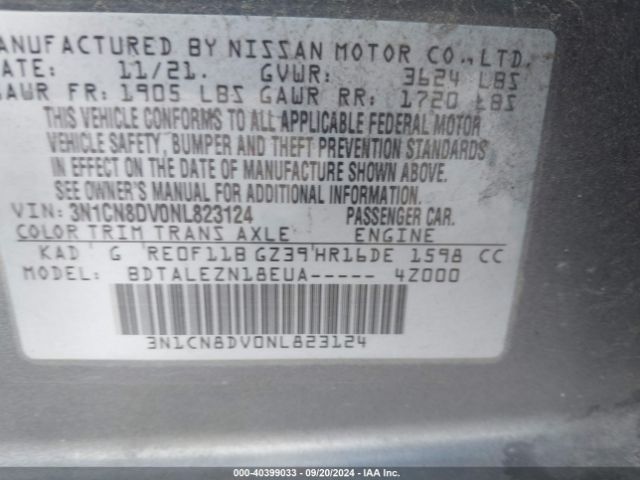 ANUFACTURED BY NISSAN MOTOR CO., LTD.
ATE: 11/21. GVWR: 3624 LBS
GAWR FR: 1905 LBS GAWR RR: 1720 LBS
THIS VEHICLE CONFORMS TO ALL APPLICABLE FEDERAL MOTOR
VEHICLE SAFETY, BUMPER AND THEFT PREVENTION STANDARDS
IN EFFECT ON THE DATE OF MANUFACTURE SHOWN ABOVE.
SEE OWNER'S MANUAL FOR ADDITIONAL INFORMATION.
VIN: 3N1CN8DV0NL823124 PASSENGER CAR.
COLOR TRIM TRANS AXLE ENGINE
KAD G RE0F11B GZ39 HR16DE 1598 CC
MODEL: BDTALEZN18EUA----- 4Z000
3N1CN8DV0NL823124
000-40399033 - 09/20/2024 - IAA Inc.